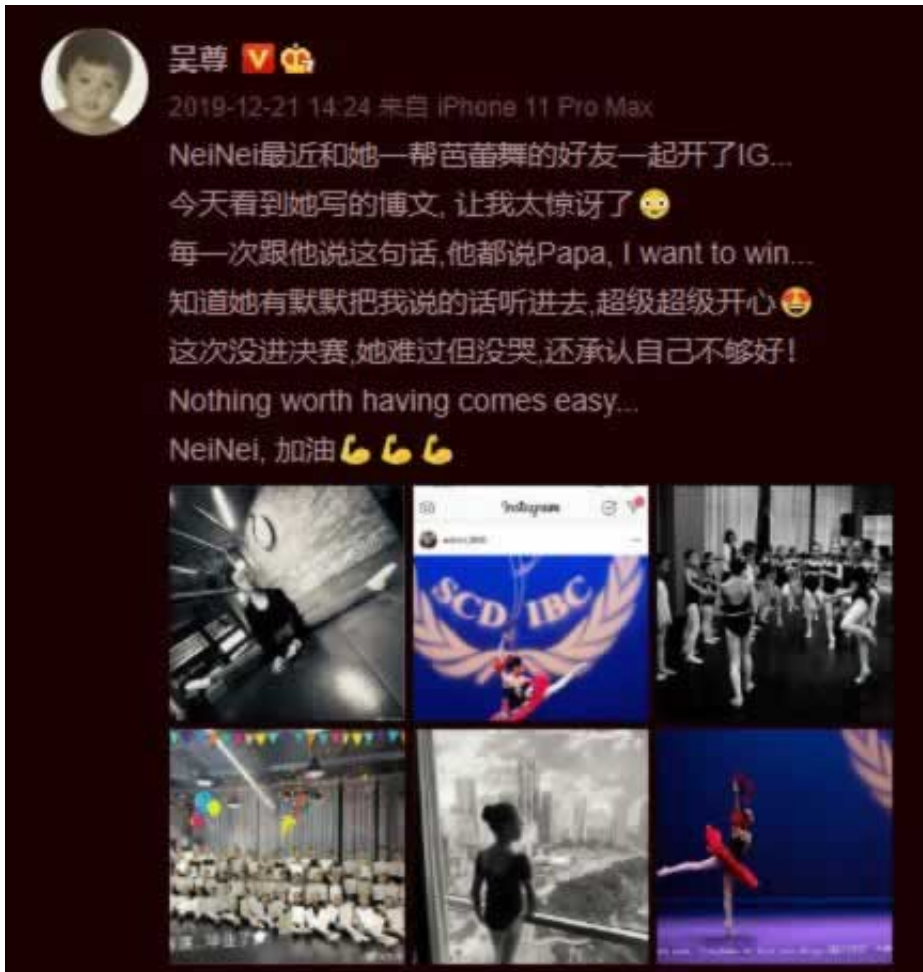 吴尊
2019-12-21 14:24 来自 iPhone 11 Pro Max
NeiNei最近和她一帮芭蕾舞的好友一起开了IG...
今天看到她写的博文, 让我太惊讶了
每一次跟他说这句话,他都说Papa, I want to win...
知道她有默默把我说的话听进去,超级超级开心
这次没进决赛,她难过但没哭,还承认自己不够好!
Nothing worth having comes easy...
NeiNei, 加油
Instagram
SCD IBC
毕业了